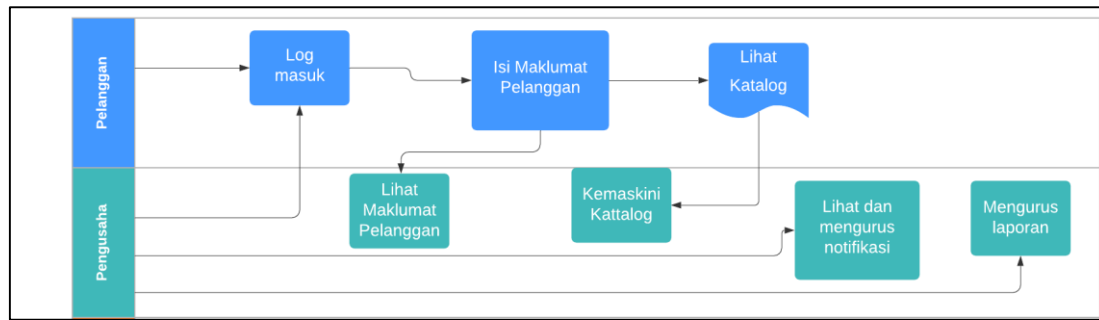 Pelanggan
Log
masuk
Isi Maklumat
Pelanggan
Lihat
Katalog
Pengusaha
Lihat
Maklumat
Pelanggan
Kemaskini
Kattalog
Lihat dan
mengurus
notifikasi
Mengurus
laporan